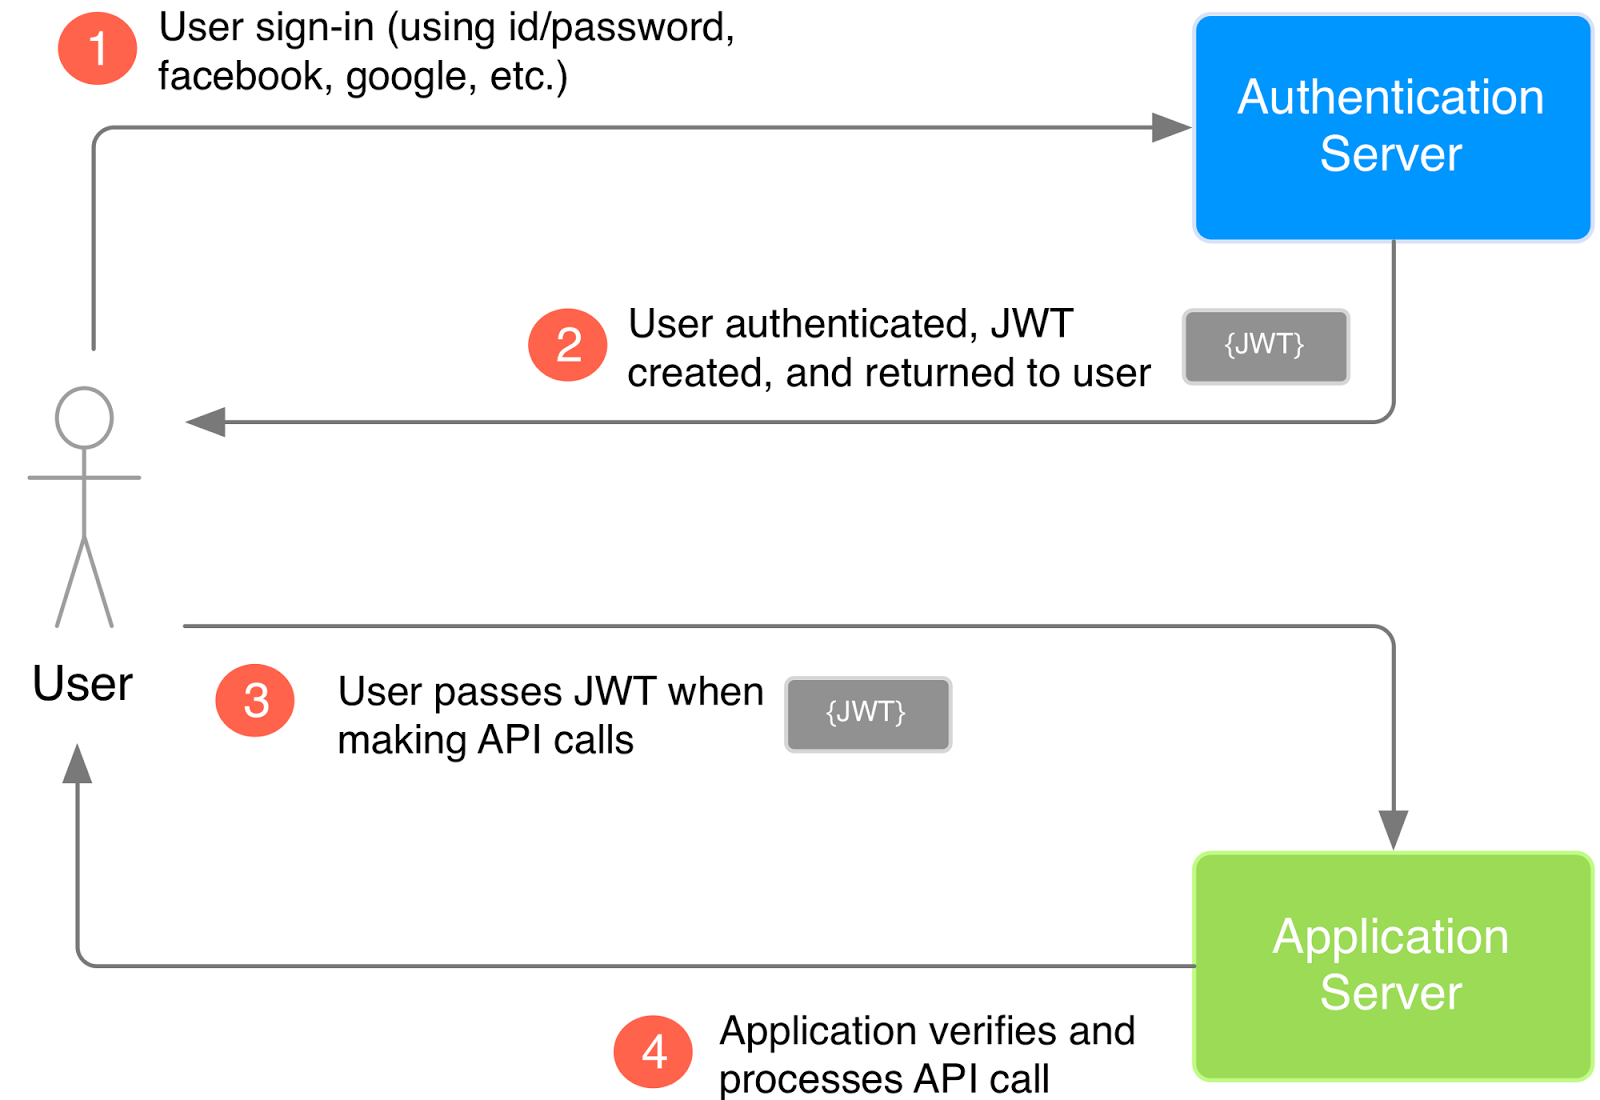 1
User sign-in (using id/password,
facebook, google, etc.)
Authentication
Server
2
User authenticated, JWT
created, and returned to user
{JWT}
User
3
User passes JWT when
making API calls
{JWT}
Application
Server
4
Application verifies and
processes API call